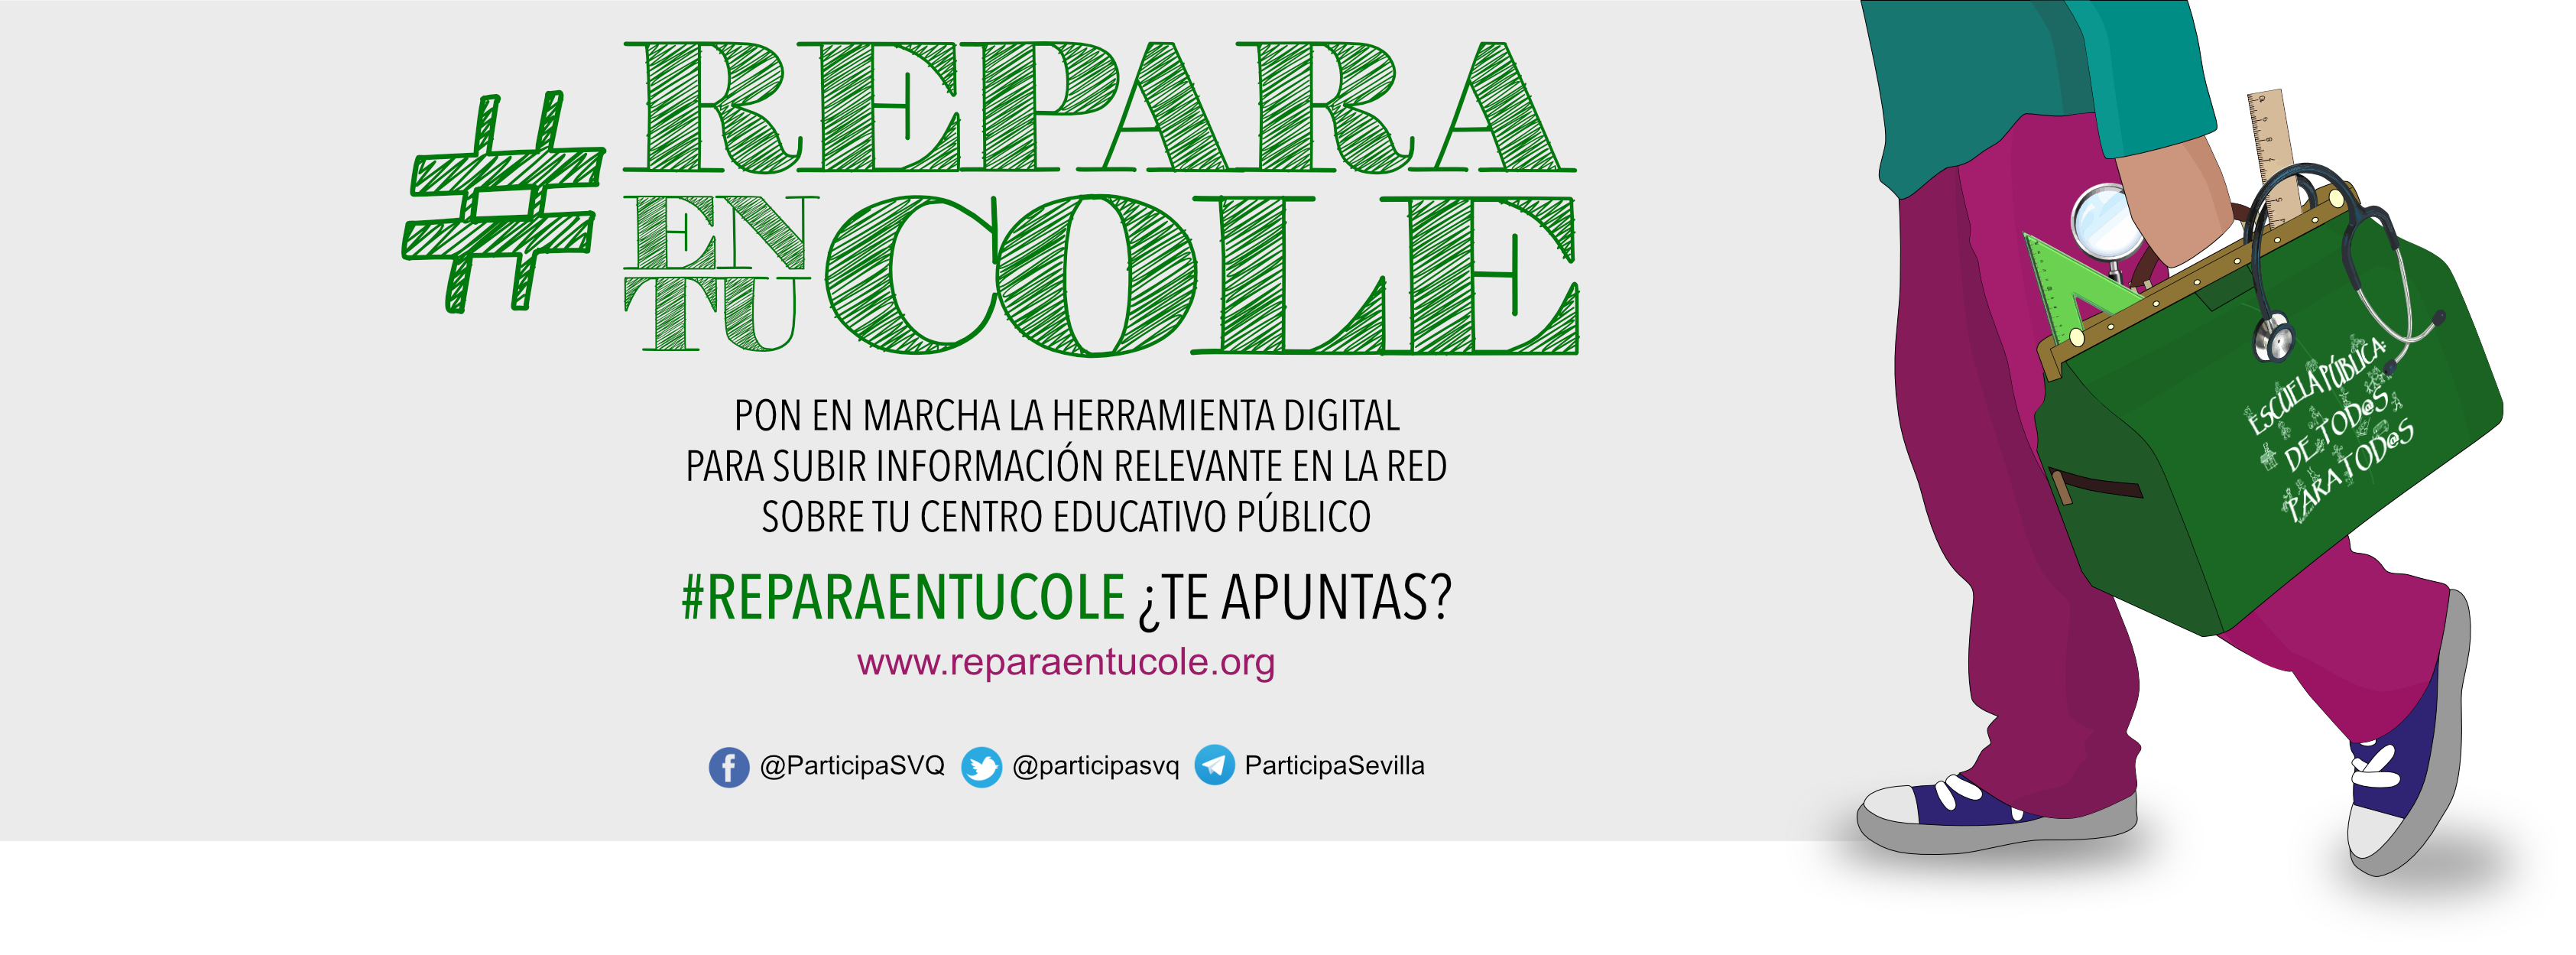 #REPARA
EN
TU
COLE
PON EN MARCHA LA HERRAMIENTA DIGITAL
PARA SUBIR INFORMACIÓN RELEVANTE EN LA RED
SOBRE TU CENTRO EDUCATIVO PÚBLICO
#REPARAENTUCOLE ¿TE APUNTAS?
www.reparaentucole.org
@ParticipaSVQ @participasvq ParticipaSevilla
ESCUELA PÚBLICA:
DE TOD@S
PARA TOD@S